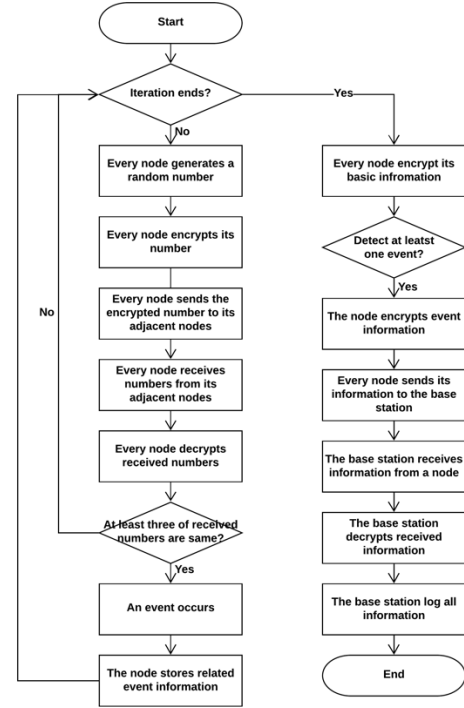 Start
Iteration ends?
Yes
No
Every node generates a
random number
Every node encrypts its
number
Every node sends the
encrypted number to its
adjacent nodes
Every node receives
numbers from its
adjacent nodes
Every node decrypts
received numbers
At least three of received
numbers are same?
No
Yes
An event occurs
The node stores related
event information
Every node encrypt its
basic infromation
Detect at leatst
one event?
Yes
The node encrypts event
information
Every node sends its
information to the base
station
The base station receives
information from a node
The base station
decrypts received
information
The base station log all
information
End